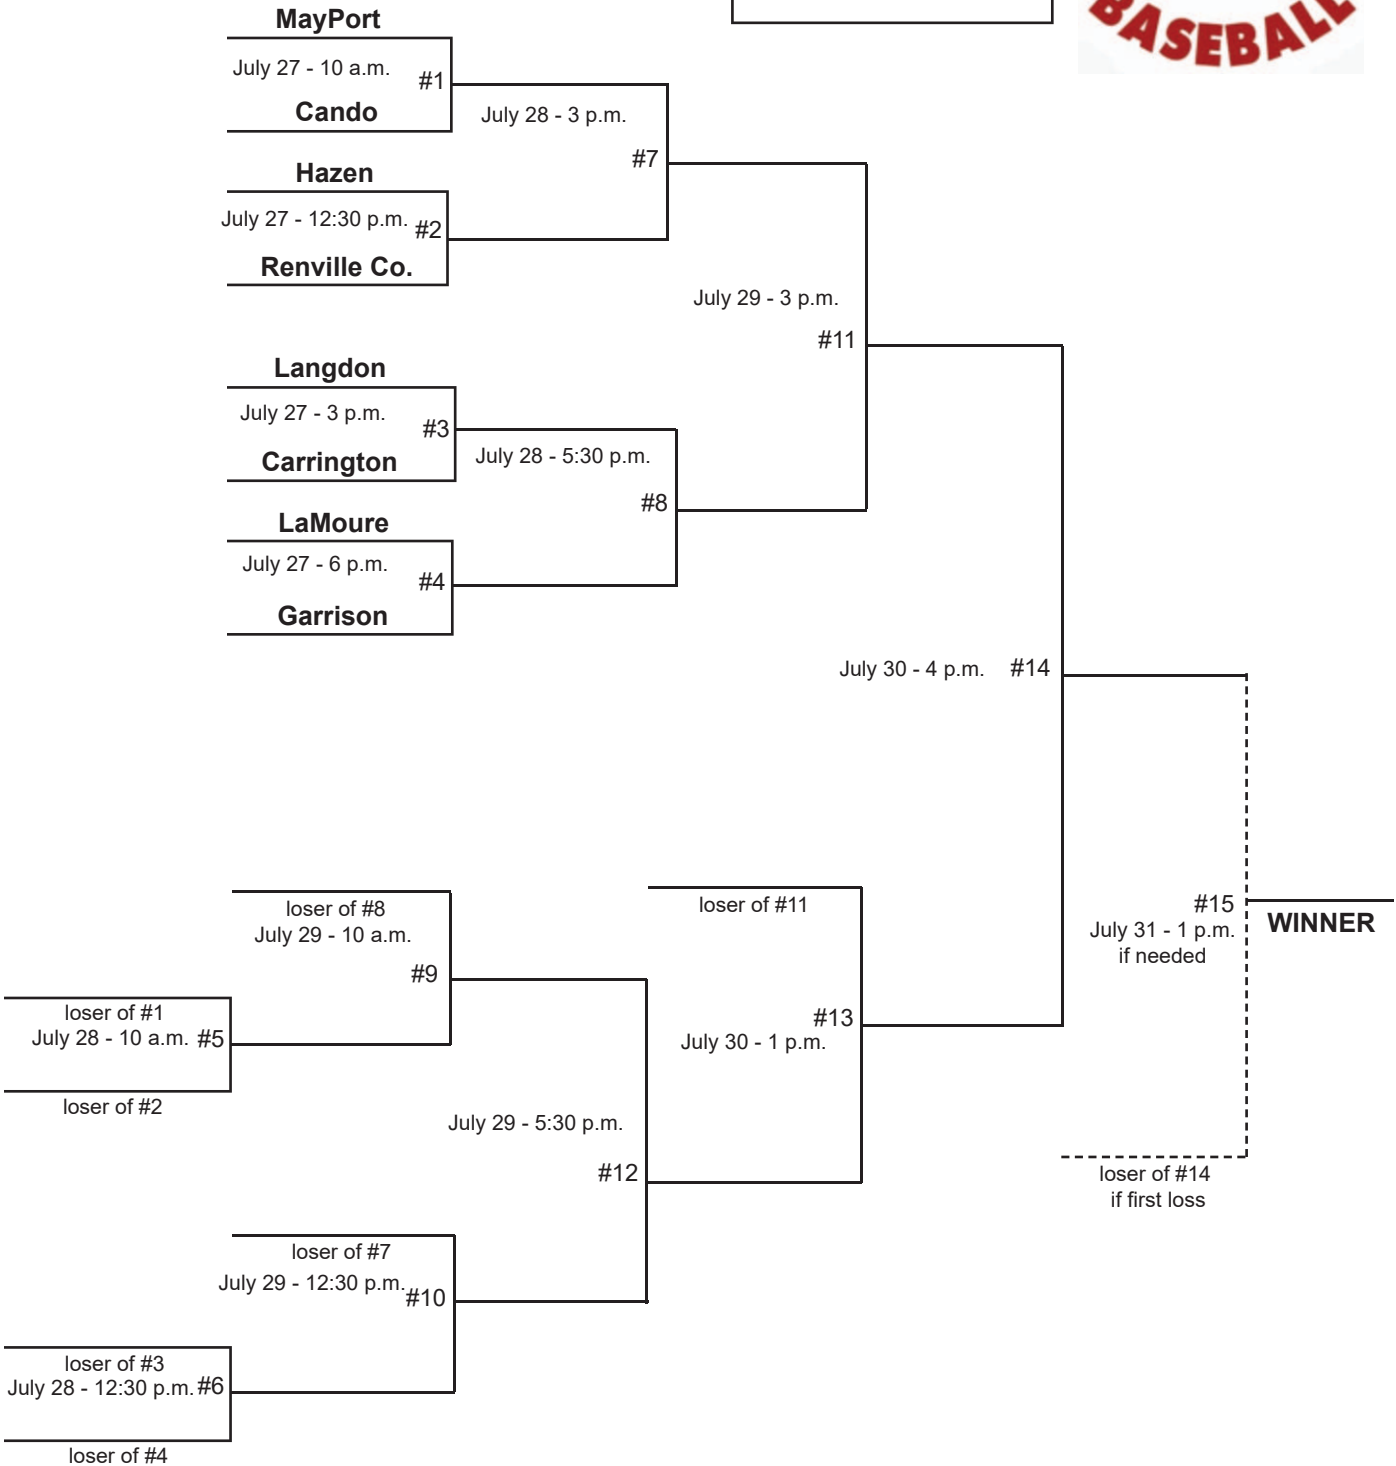 BASEBALL
MayPort
July 27 - 10 a.m.
#1
Cando
July 28 - 3 p.m.
#7
Hazen
July 27 - 12:30 p.m.
#2
Renville Co.
July 29 - 3 p.m.
#11
Langdon
July 27 - 3 p.m.
#3
Carrington
July 28 - 5:30 p.m.
#8
LaMoure
July 27 - 6 p.m.
#4
Garrison
July 30 - 4 p.m.
#14
loser of #8
July 29 - 10 a.m.
#9
loser of #11
#15
July 31 - 1 p.m.
if needed
WINNER
loser of #1
July 28 - 10 a.m.
#5
loser of #2
#13
July 30 - 1 p.m.
July 29 - 5:30 p.m.
#12
loser of #14
if first loss
loser of #7
July 29 - 12:30 p.m.
#10
loser of #3
July 28 - 12:30 p.m.
#6
loser of #4